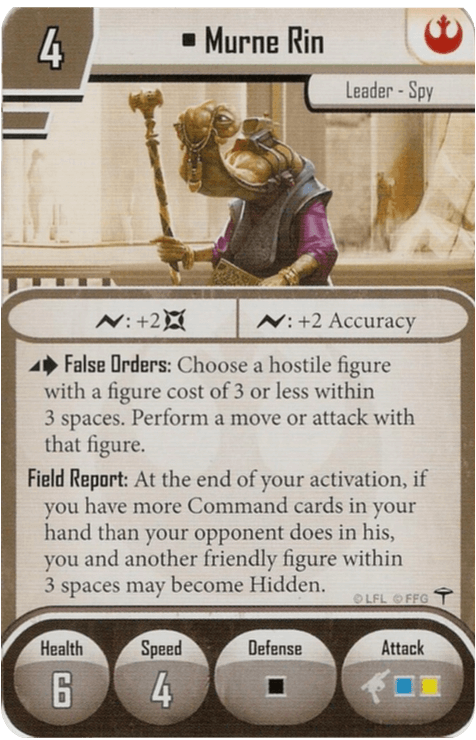 4
Murne Rin
Leader - Spy
: +2
: +2 Accuracy
False Orders: Choose a hostile figure
with a figure cost of 3 or less within
3 spaces. Perform a move or attack with
that figure.
Field Report: At the end of your activation, if
you have more Command cards in your
hand than your opponent does in his,
you and another friendly figure within
3 spaces may become Hidden.
© LFL © FFG
Health
6
Speed
4
Defense
Attack